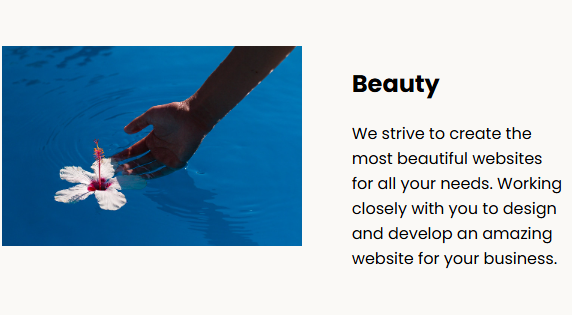 Beauty
We strive to create the
most beautiful websites
for all your needs. Working
closely with you to design
and develop an amazing
website for your business.